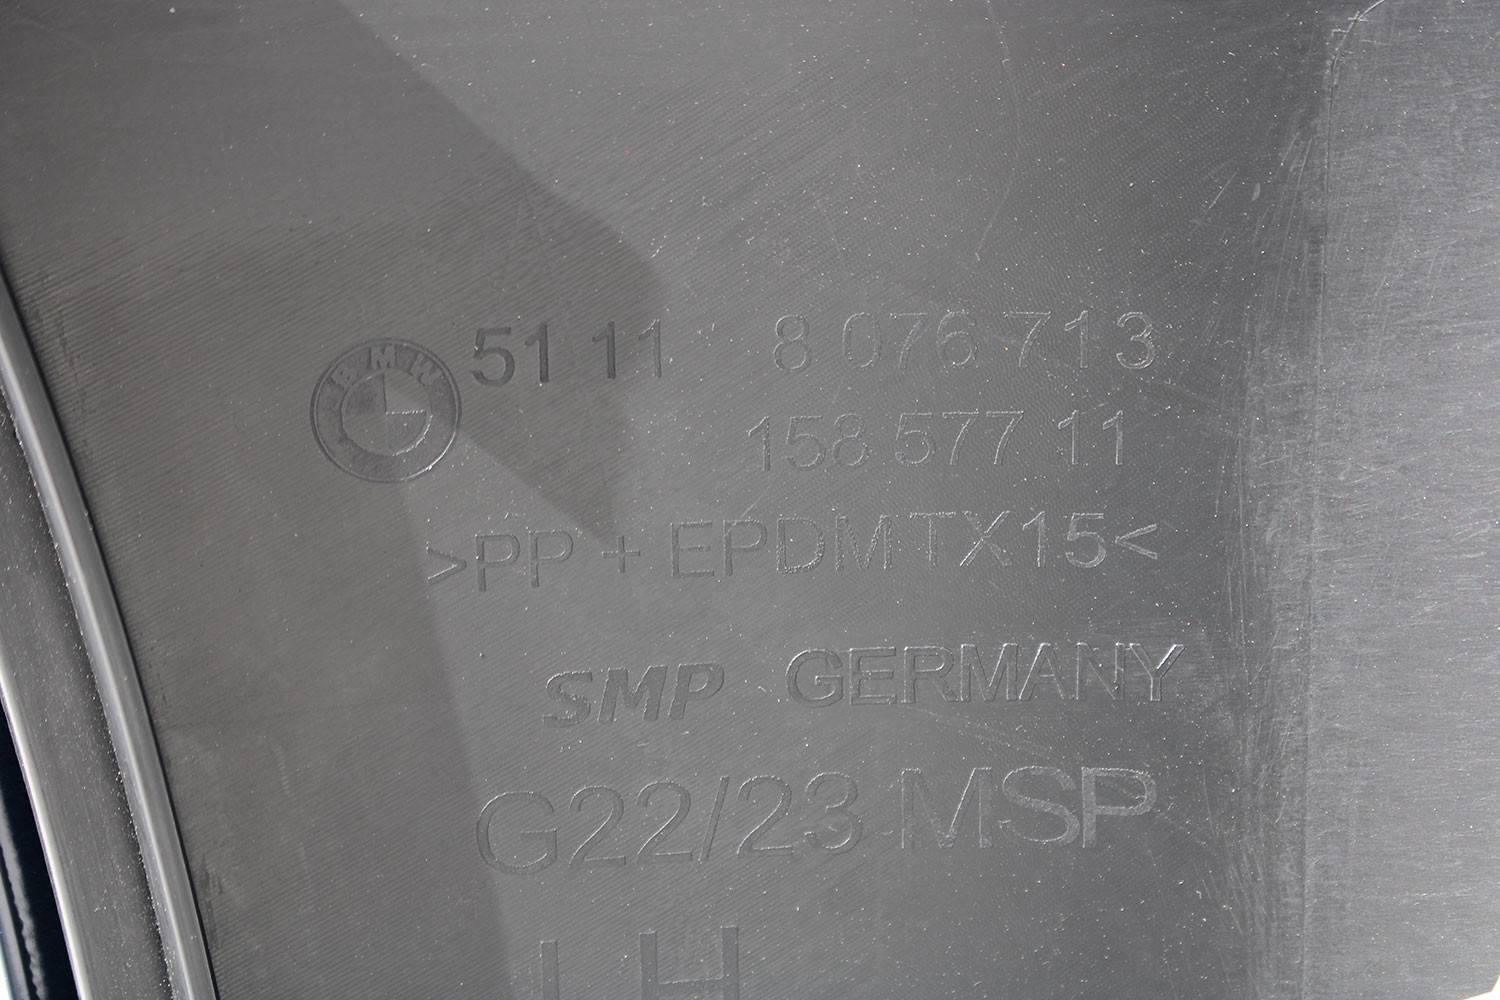 BMW 51 11 8 076 713
158 577 11
>PP + EPDM TX15<
SMP GERMANY
G22/23 MSP
LH